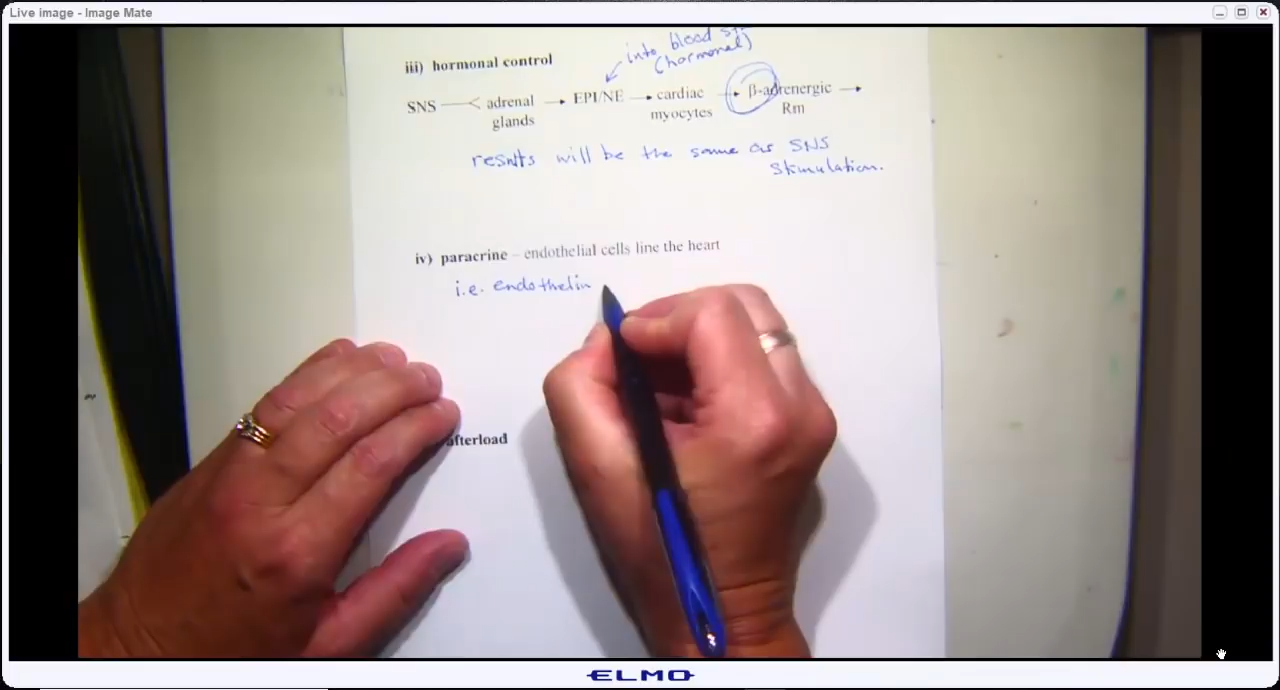 Live image - Image Mate
into blood
(hormonal)
iii) hormonal control
SNS —< adrenal glands → EPI/NE → cardiac myocytes → β-adrenergic Rm →
results will be the same as SNS
stimulation.
iv) paracrine – endothelial cells line the heart
i.e. endothelin
afterload
ELMO